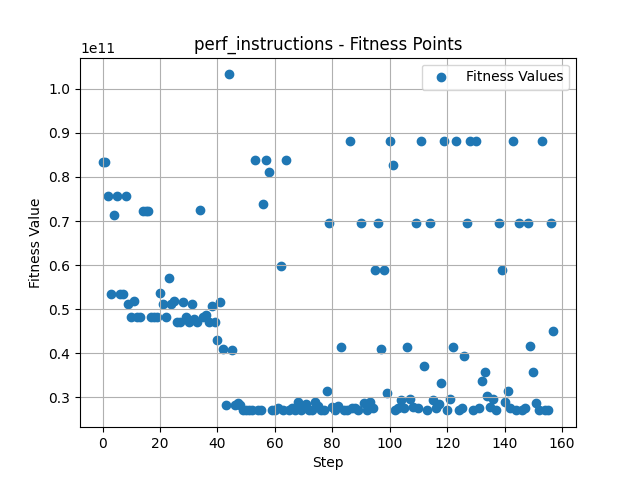 perf_instructions - Fitness Points
1e11
Fitness Values
1.0
0.9
0.8
0.7
0.6
0.5
0.4
0.3
Fitness Value
0 20 40 60 80 100 120 140 160
Step